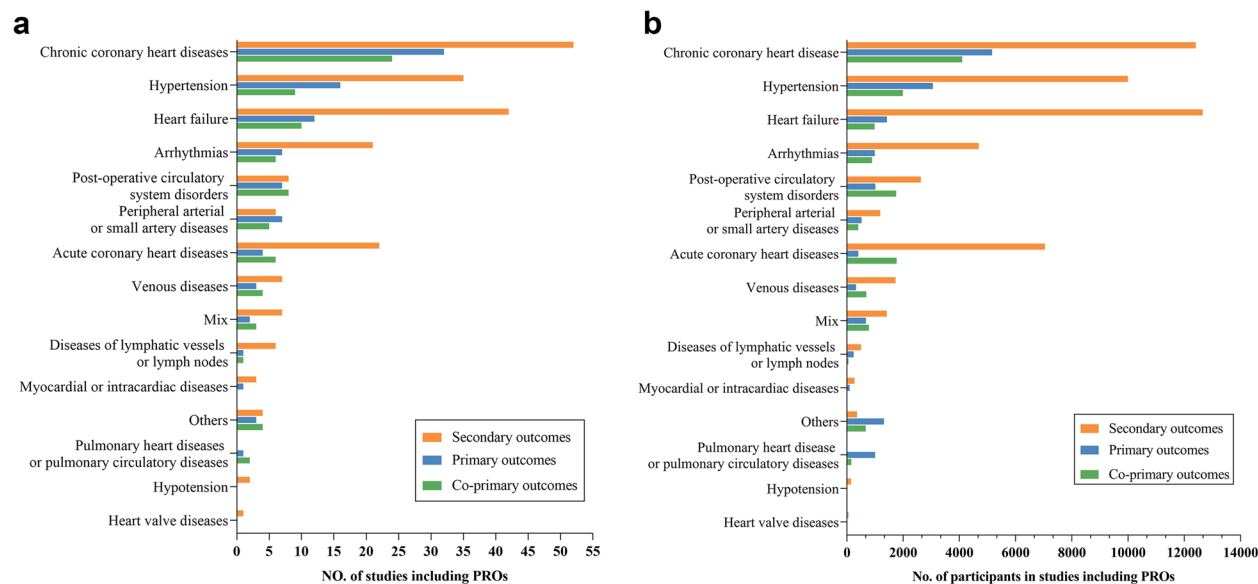 a
Chronic coronary heart diseases
Hypertension
Heart failure
Arrhythmias
Post-operative circulatory
system disorders
Peripheral arterial
or small artery diseases
Acute coronary heart diseases
Venous diseases
Mix
Diseases of lymphatic vessels
or lymph nodes
Myocardial or intracardiac diseases
Others
Pulmonary heart diseases
or pulmonary circulatory diseases
Hypotension
Heart valve diseases
Secondary outcomes
Primary outcomes
Co-primary outcomes
0 5 10 15 20 25 30 35 40 45 50 55
NO. of studies including PROs
b
Chronic coronary heart disease
Hypertension
Heart failure
Arrhythmias
Post-operative circulatory
system disorders
Peripheral arterial
or small artery diseases
Acute coronary heart diseases
Venous diseases
Mix
Diseases of lymphatic vessels
or lymph nodes
Myocardial or intracardiac diseases
Others
Pulmonary heart disease
or pulmonary circulatory diseases
Hypotension
Heart valve diseases
Secondary outcomes
Primary outcomes
Co-primary outcomes
0 2000 4000 6000 8000 10000 12000 14000
No. of participants in studies including PROs